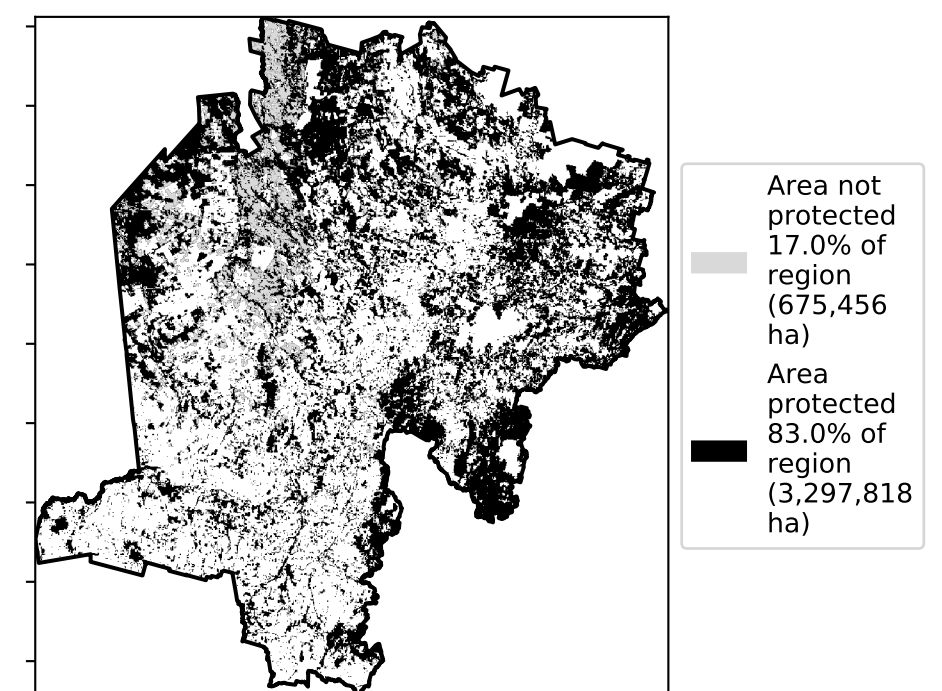 Area not
protected
17.0% of
region
(675,456
ha)
Area
protected
83.0% of
region
(3,297,818
ha)